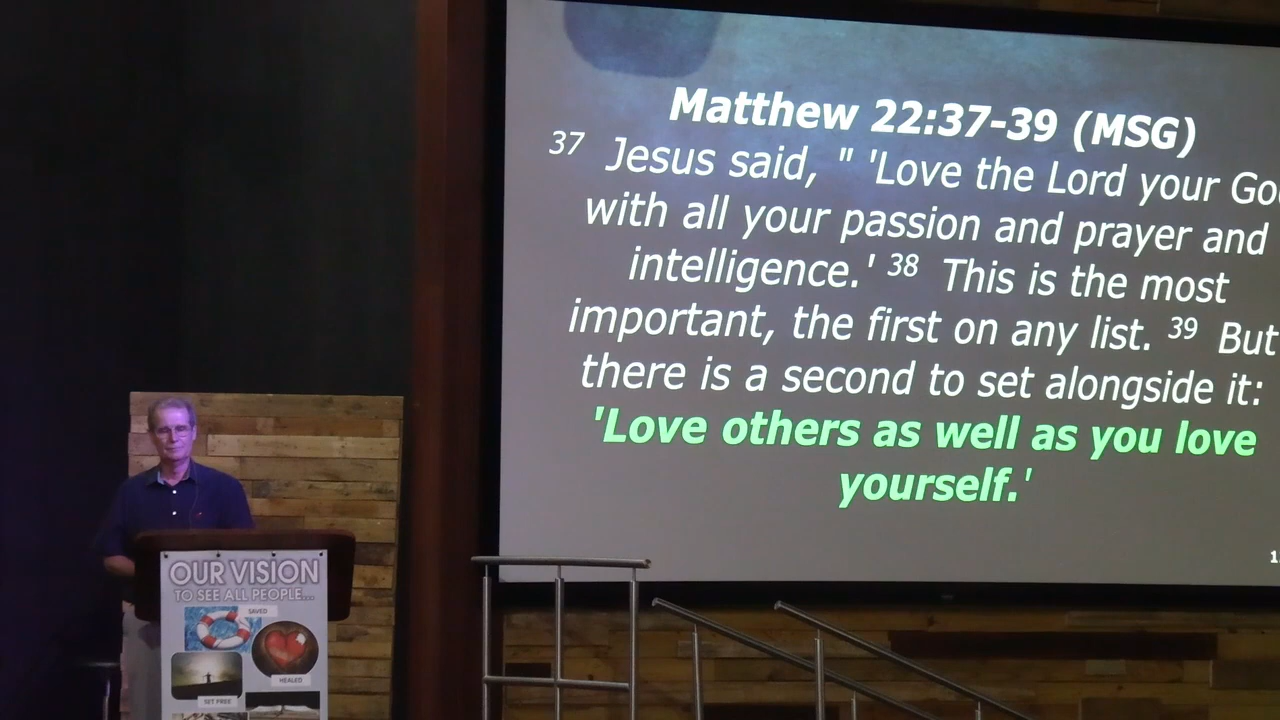 Matthew 22:37-39 (MSG)
37 Jesus said, " 'Love the Lord your Go
with all your passion and prayer and
intelligence.' 38 This is the most
important, the first on any list. 39 But
there is a second to set alongside it:
'Love others as well as you love
yourself.'
1
OUR VISION
TO SEE ALL PEOPLE...
SAVED
HEALED
SET FREE